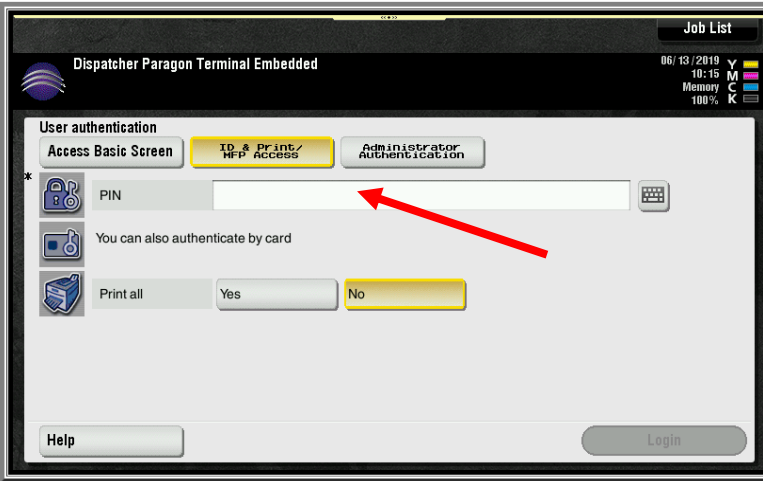 Job List
Dispatcher Paragon Terminal Embedded
06/13/2019
10:15
Memory
100%
Y
M
C
K
User authentication
Access Basic Screen
ID & Print/
MFP Access
Administrator
Authentication
*
PIN
You can also authenticate by card
Print all
Yes
No
Help
Login